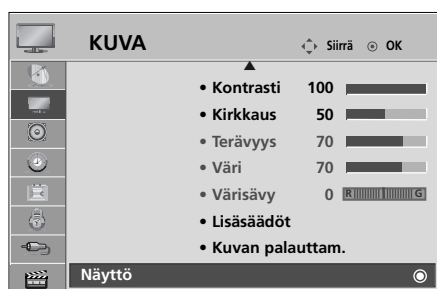 KUVA Siirrä OK
• Kontrasti 100
• Kirkkaus 50
• Terävyys 70
• Väri 70
• Värisävy 0 R G
• Lisäsäädöt
• Kuvan palauttam.
Näyttö